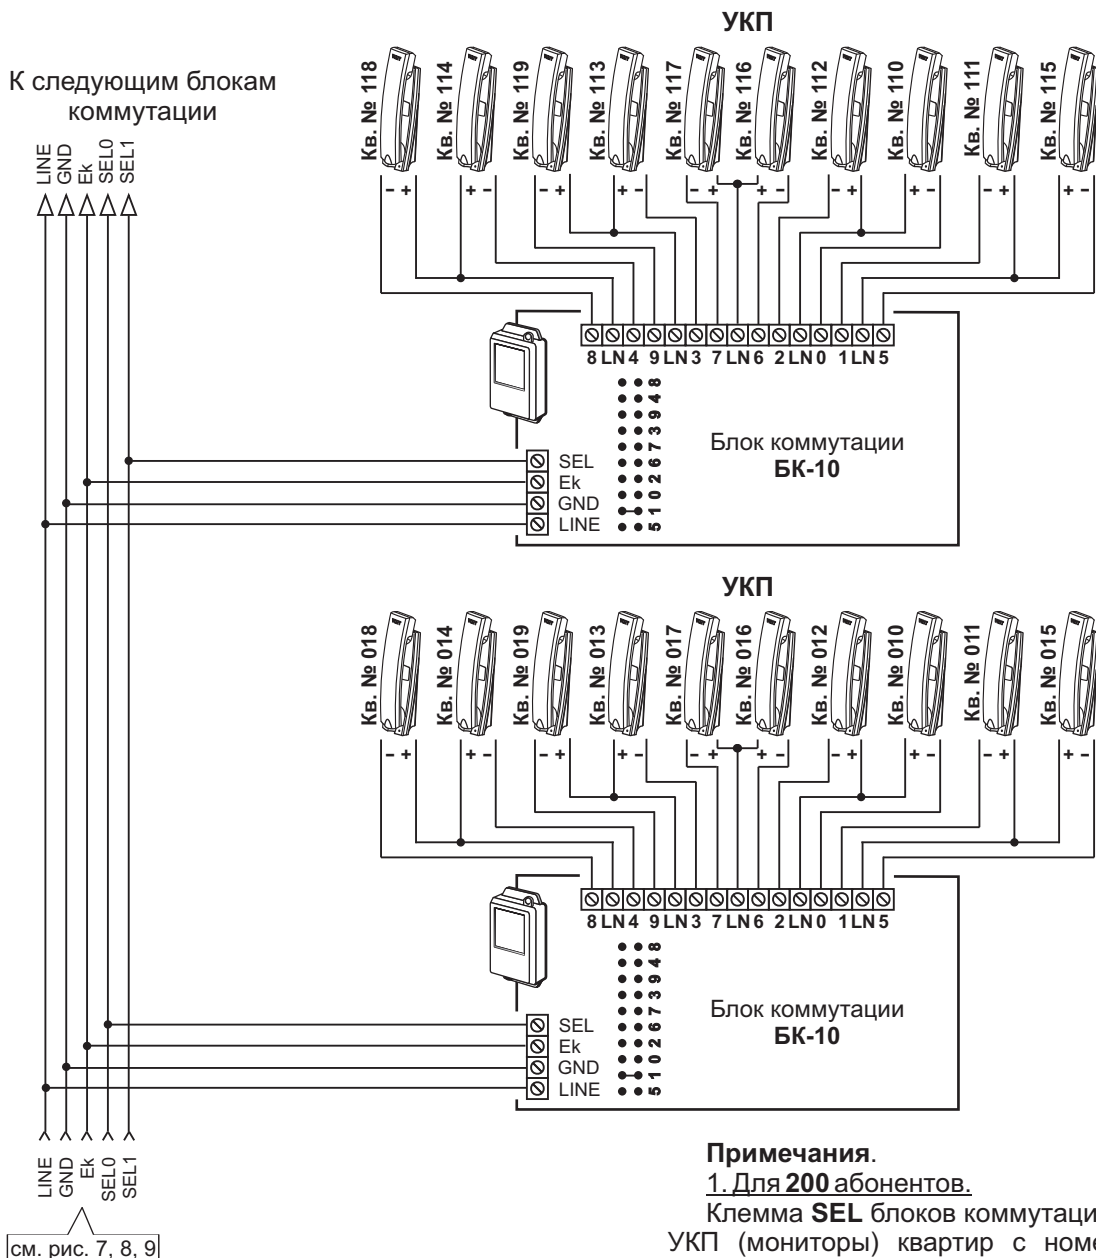 УКП
К следующим блокам
коммутации
LINE
GND
Ek
SEL0
SEL1
Кв. № 118
Кв. № 114
Кв. № 119
Кв. № 113
Кв. № 117
Кв. № 116
Кв. № 112
Кв. № 110
Кв. № 111
Кв. № 115
- + + - - + + - - + + - - + + - - + + -
8 LN 4 9 LN 3 7 LN 6 2 LN 0 1 LN 5
8
4
9
3
7
6
2
0
1
5
Блок коммутации
БК-10
SEL
Ek
GND
LINE
УКП
Кв. № 018
Кв. № 014
Кв. № 019
Кв. № 013
Кв. № 017
Кв. № 016
Кв. № 012
Кв. № 010
Кв. № 011
Кв. № 015
- + + - - + + - - + + - - + + - - + + -
8 LN 4 9 LN 3 7 LN 6 2 LN 0 1 LN 5
8
4
9
3
7
6
2
0
1
5
Блок коммутации
БК-10
SEL
Ek
GND
LINE
LINE
GND
Ek
SEL0
SEL1
см. рис. 7, 8, 9
Примечания.
1. Для 200 абонентов.
Клемма SEL блоков коммутаци
УКП (мониторы) квартир с номе